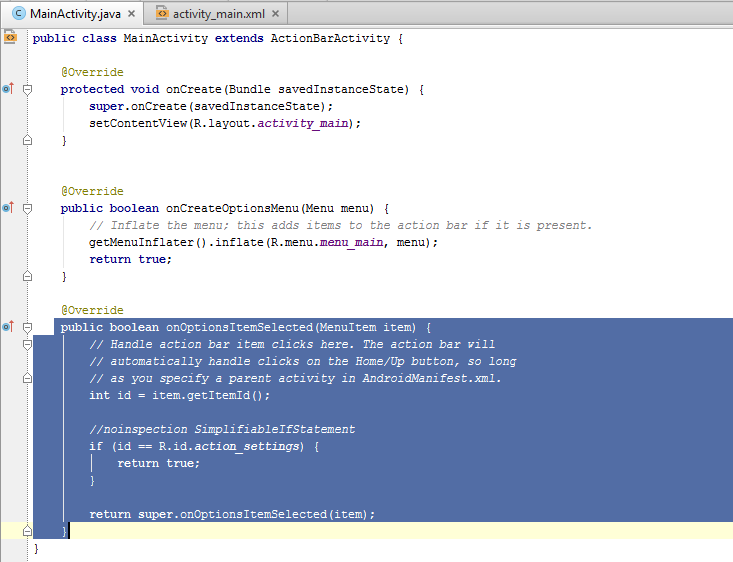 MainActivity.java × activity_main.xml ×
public class MainActivity extends ActionBarActivity {
@Override
protected void onCreate(Bundle savedInstanceState) {
super.onCreate(savedInstanceState);
setContentView(R.layout.activity_main);
}
@Override
public boolean onCreateOptionsMenu(Menu menu) {
// Inflate the menu; this adds items to the action bar if it is present.
getMenuInflater().inflate(R.menu.menu_main, menu);
return true;
}
@Override
public boolean onOptionsItemSelected(MenuItem item) {
// Handle action bar item clicks here. The action bar will
// automatically handle clicks on the Home/Up button, so long
// as you specify a parent activity in AndroidManifest.xml.
int id = item.getItemId();
//noinspection SimplifiableIfStatement
if (id == R.id.action_settings) {
return true;
}
return super.onOptionsItemSelected(item);
}
}